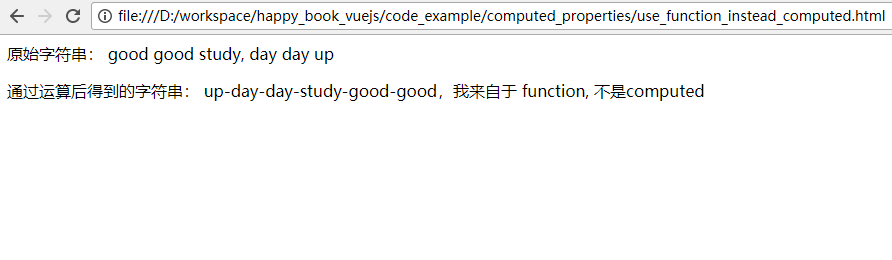 file:///D:/workspace/happy_book_vuejs/code_example/computed_properties/use_function_instead_computed.html
原始字符串： good good study, day day up
通过运算后得到的字符串： up-day-day-study-good-good，我来自于 function, 不是computed